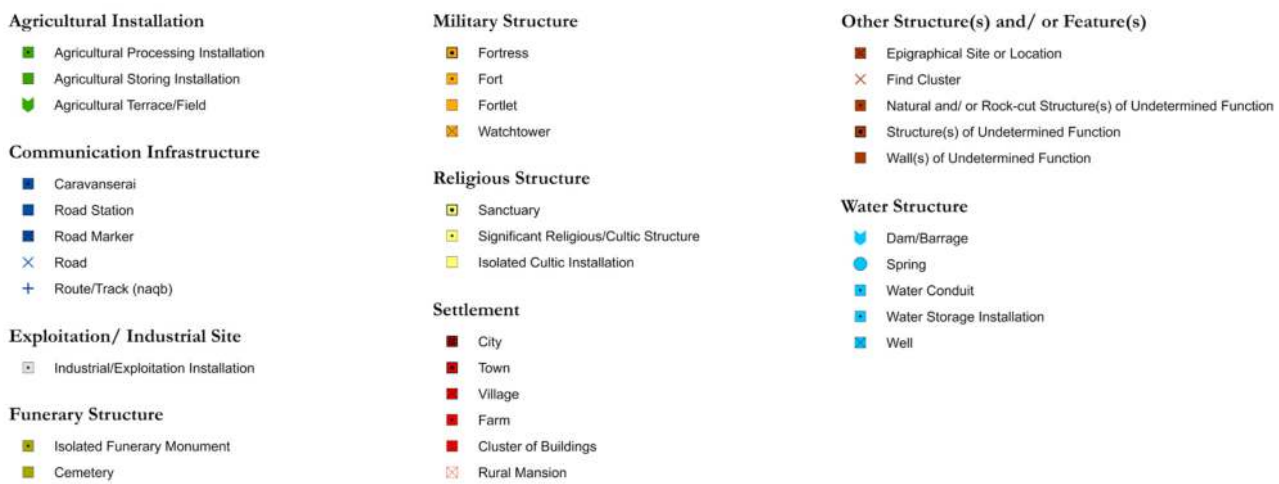 Agricultural Installation
Agricultural Processing Installation
Agricultural Storing Installation
Agricultural Terrace/Field
Communication Infrastructure
Caravanserai
Road Station
Road Marker
Road
Route/Track (naqb)
Exploitation/ Industrial Site
Industrial/Exploitation Installation
Funerary Structure
Isolated Funerary Monument
Cemetery
Military Structure
Fortress
Fort
Fortlet
Watchtower
Religious Structure
Sanctuary
Significant Religious/Cultic Structure
Isolated Cultic Installation
Settlement
City
Town
Village
Farm
Cluster of Buildings
Rural Mansion
Other Structure(s) and/ or Feature(s)
Epigraphical Site or Location
Find Cluster
Natural and/ or Rock-cut Structure(s) of Undetermined Function
Structure(s) of Undetermined Function
Wall(s) of Undetermined Function
Water Structure
Dam/Barrage
Spring
Water Conduit
Water Storage Installation
Well